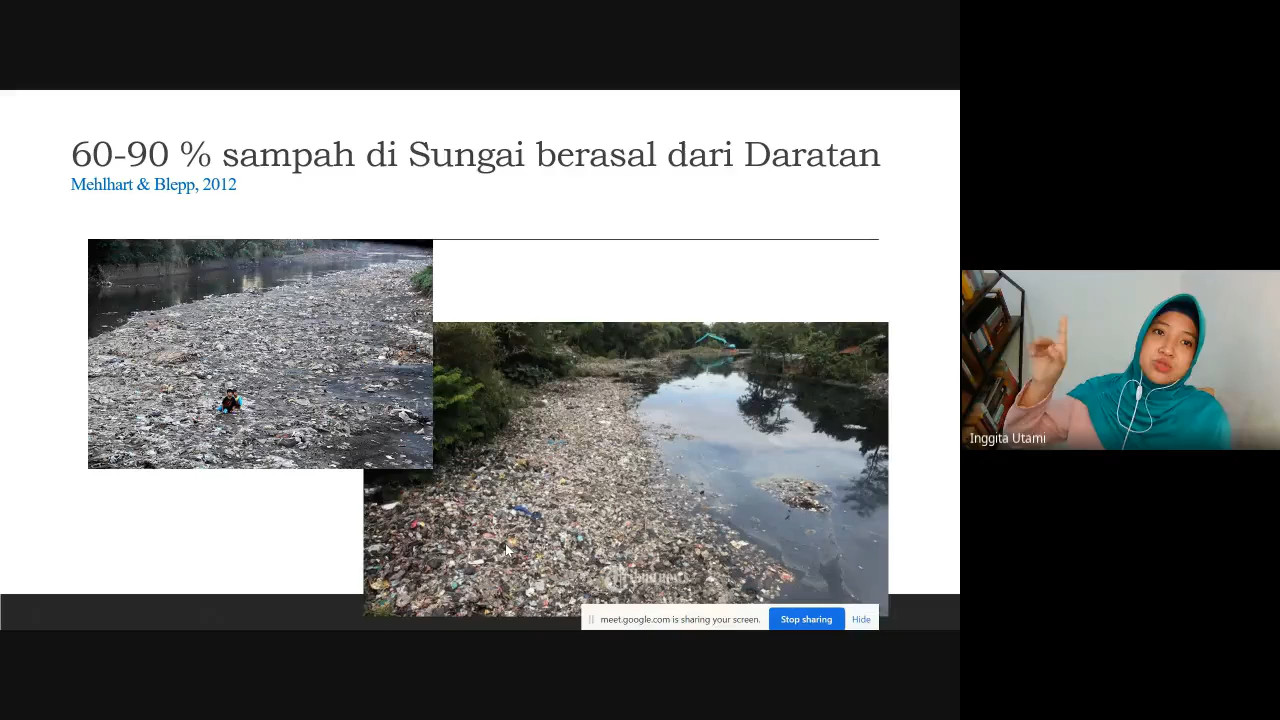 60-90 % sampah di Sungai berasal dari Daratan
Mehlhart & Blepp, 2012
Inggita Utami
meet.google.com is sharing your screen.
Stop sharing
Hide